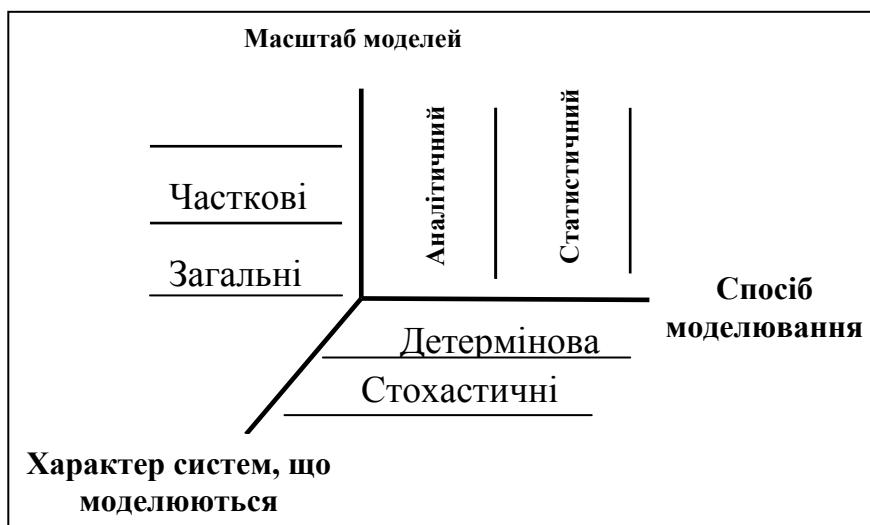 Масштаб моделей
Аналітичний
Статистичний
Часткові
Загальні
Спосіб
моделювання
Детермінова
Стохастичні
Характер систем, що
моделюються